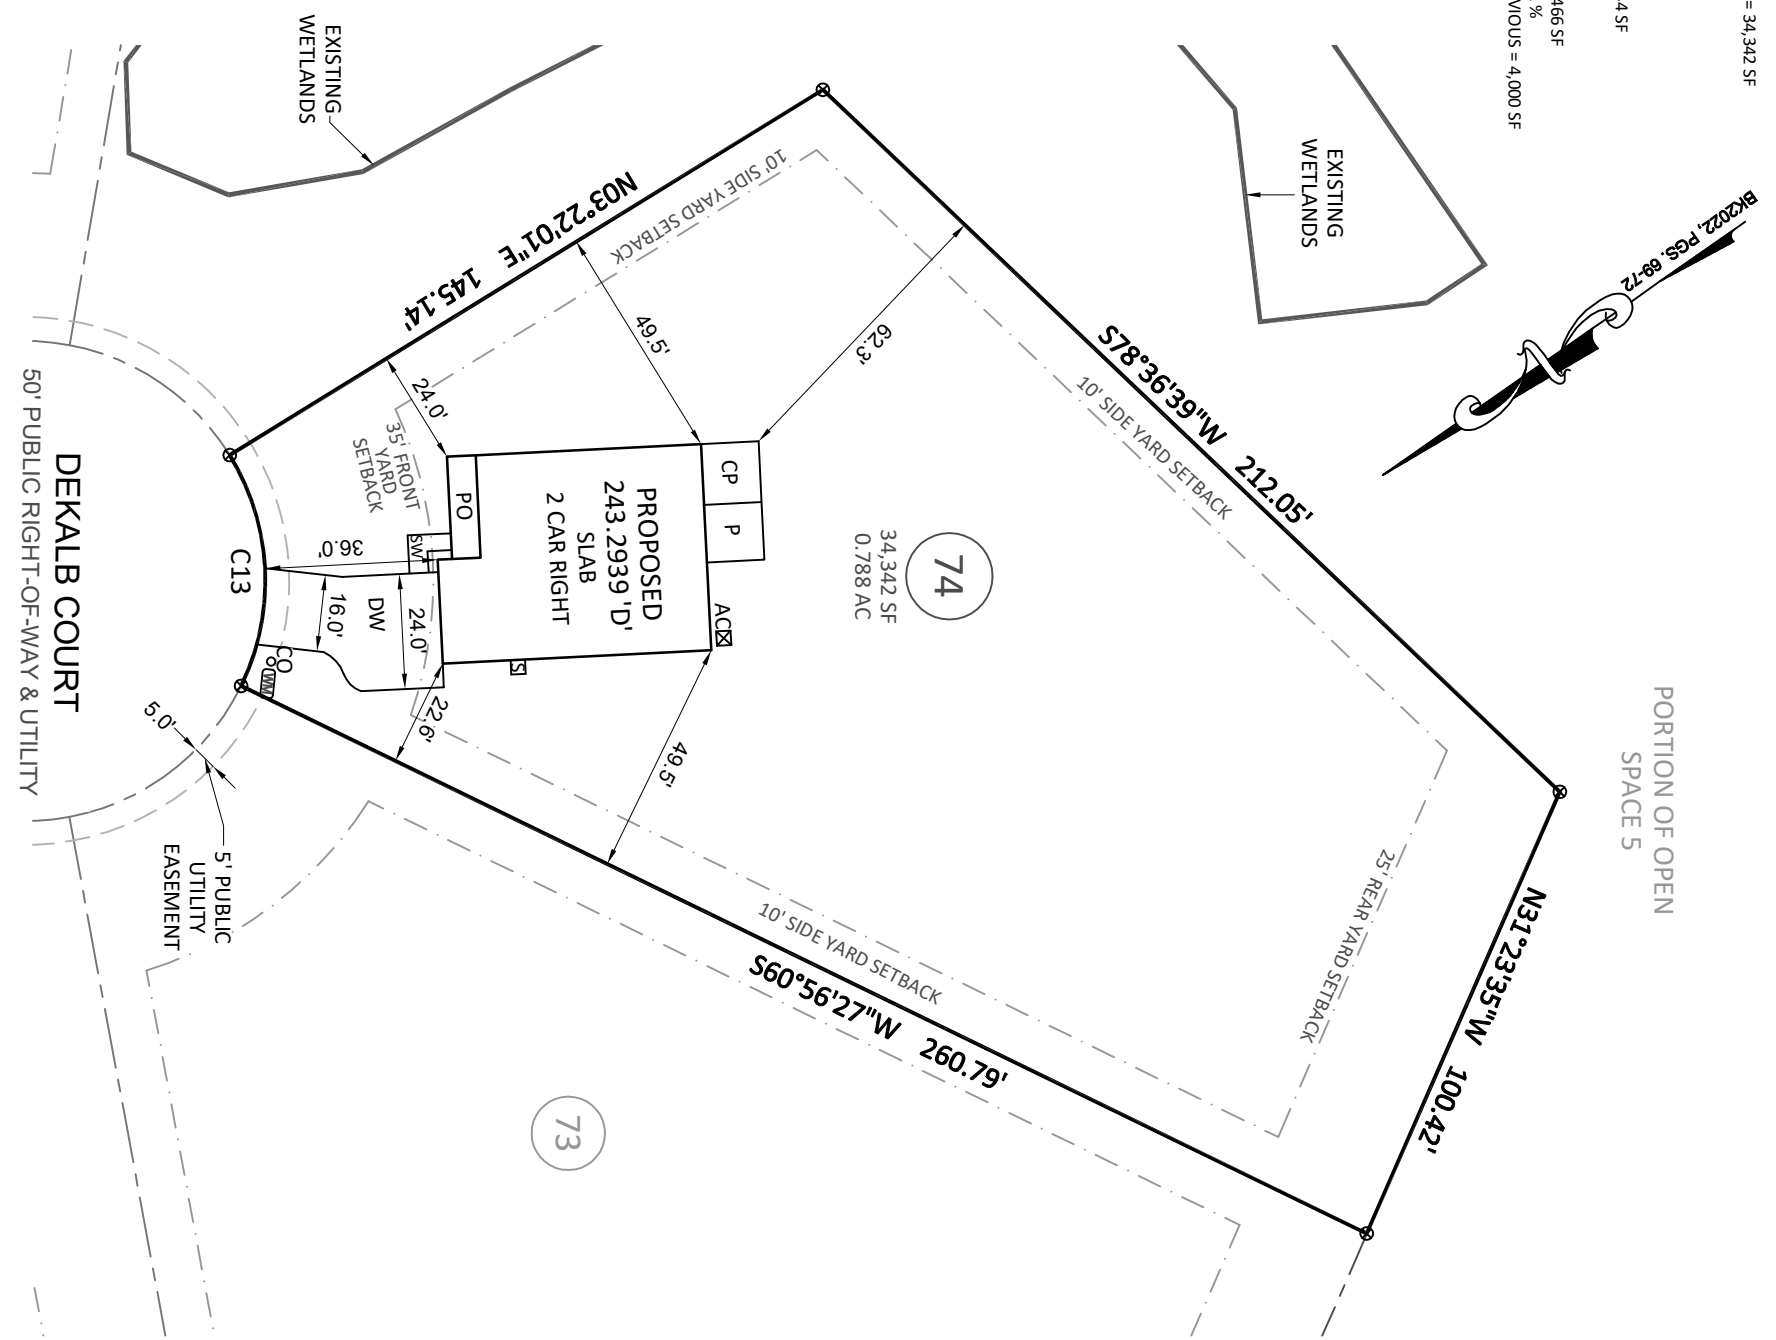 = 34,342 SF
4 SF
466 SF
%
VIOUS = 4,000 SF
EXISTING
WETLANDS
EXISTING
WETLANDS
BK2022, PGS. 69-72
N03°22'01"E 145.14'
10' SIDE YARD SETBACK
S78°36'39"W 212.05'
10' SIDE YARD SETBACK
49.5'
62.3'
24.0'
35' FRONT
YARD
SETBACK
PO
CP
P
SW
PROPOSED
243.2939 'D'
SLAB
2 CAR RIGHT
74
34,342 SF
0.788 AC
AC
S
36.0'
16.0'
DW
24.0'
CO
WM
C13
22.6'
49.5'
DEKALB COURT
50' PUBLIC RIGHT-OF-WAY & UTILITY
5.0'
5' PUBLIC
UTILITY
EASEMENT
10' SIDE YARD SETBACK
S60°56'27"W 260.79'
25' REAR YARD SETBACK
N31°23'35"W 100.42'
PORTION OF OPEN
SPACE 5
73